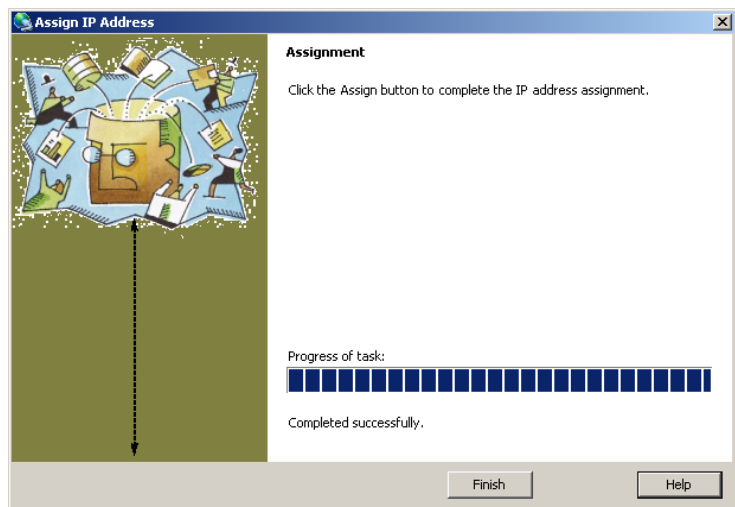 Assign IP Address
Assignment
Click the Assign button to complete the IP address assignment.
Progress of task:
Completed successfully.
Finish
Help